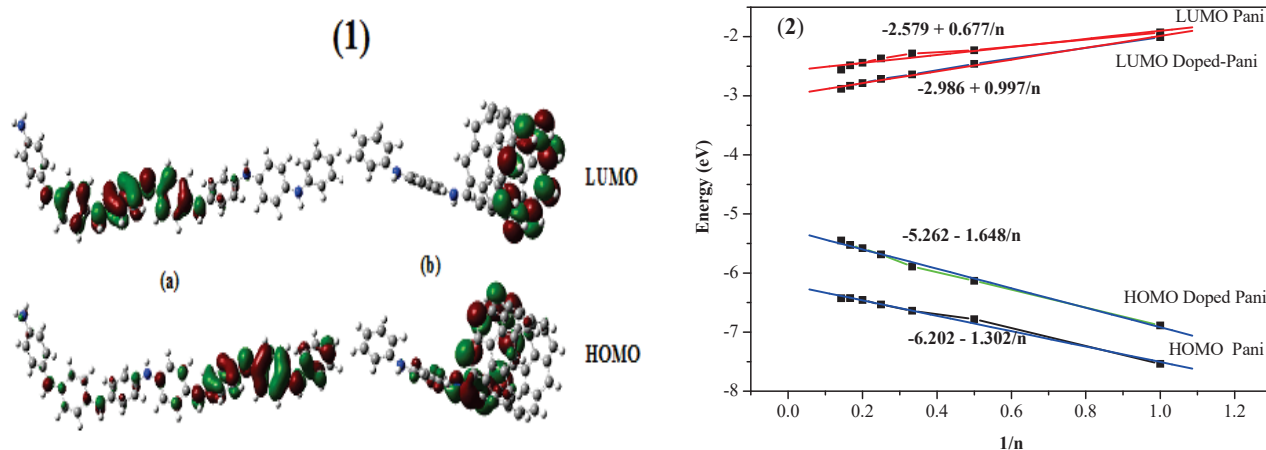 (1)
LUMO
(a)
(b)
HOMO
(2)
Energy (eV)
-2
-3
-4
-5
-6
-7
-8
LUMO Pani
-2.579 + 0.677/n
LUMO Doped-Pani
-2.986 + 0.997/n
-5.262 - 1.648/n
HOMO Doped Pani
-6.202 - 1.302/n
HOMO Pani
0.0 0.2 0.4 0.6 0.8 1.0 1.2
1/n